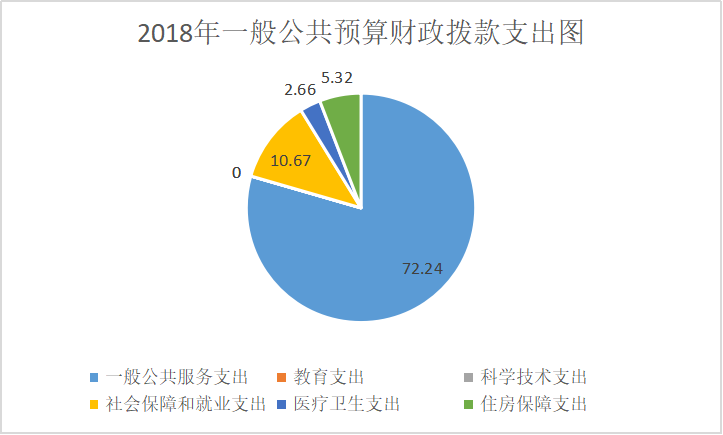 2018年一般公共预算财政拨款支出图
5.32
2.66
10.67
0
72.24
一般公共服务支出 教育支出 科学技术支出
社会保障和就业支出 医疗卫生支出 住房保障支出